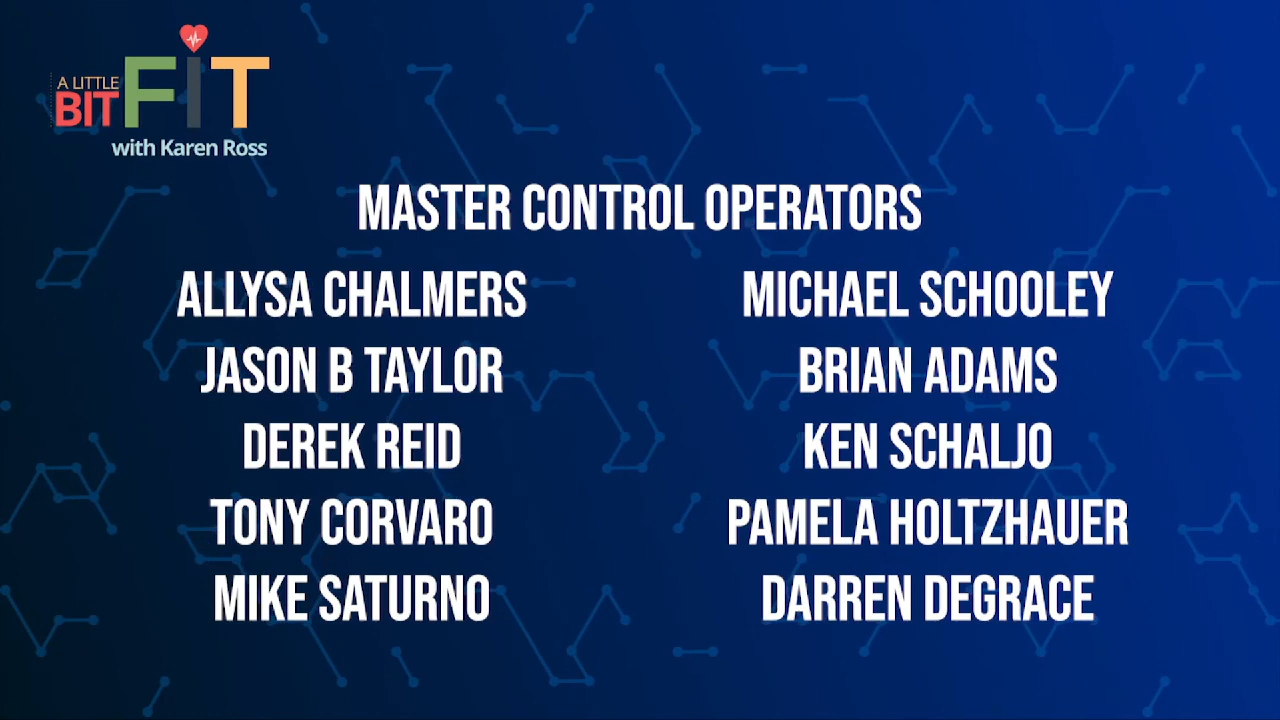 A LITTLE
BIT FiT
with Karen Ross
MASTER CONTROL OPERATORS
ALLYSA CHALMERS
JASON B TAYLOR
DEREK REID
TONY CORVARO
MIKE SATURNO
MICHAEL SCHOOLEY
BRIAN ADAMS
KEN SCHALJO
PAMELA HOLTZHAUER
DARREN DEGRACE